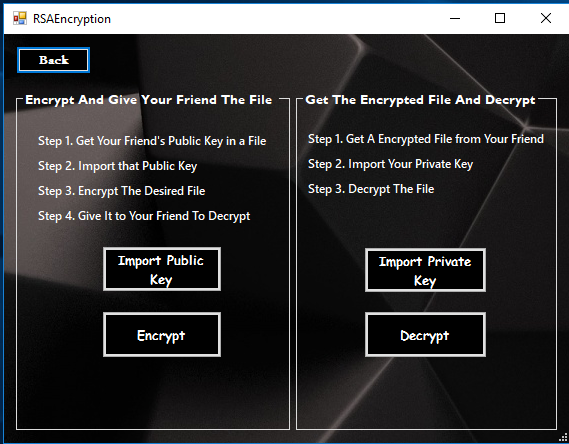 RSAEncryption
Back
Encrypt And Give Your Friend The File
Step 1. Get Your Friend's Public Key in a File
Step 2. Import that Public Key
Step 3. Encrypt The Desired File
Step 4. Give It to Your Friend To Decrypt
Import Public
Key
Encrypt
Get The Encrypted File And Decrypt
Step 1. Get A Encrypted File from Your Friend
Step 2. Import Your Private Key
Step 3. Decrypt The File
Import Private
Key
Decrypt